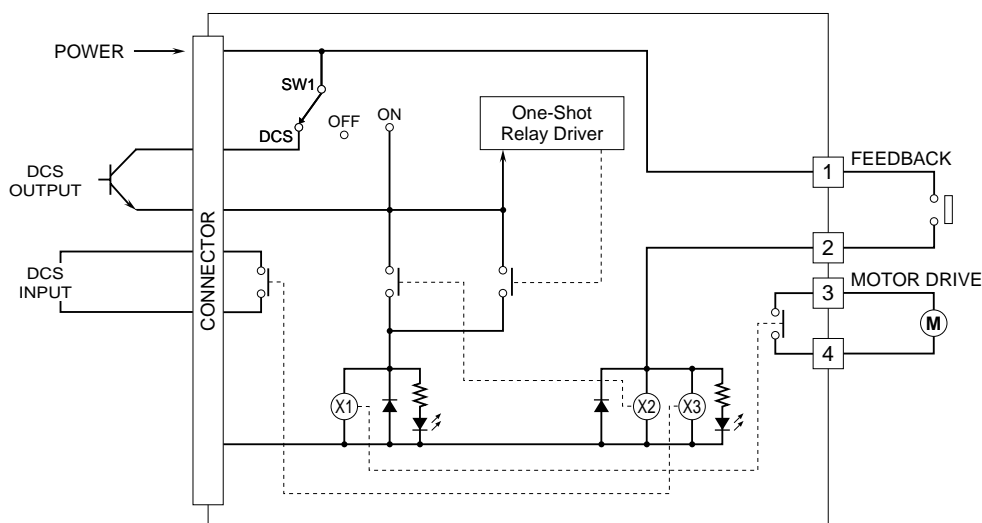 POWER
SW1
DCS
OFF
ON
One-Shot
Relay Driver
DCS
OUTPUT
DCS
INPUT
CONNECTOR
1
FEEDBACK
2
3
MOTOR DRIVE
M
4
X1
X2
X3